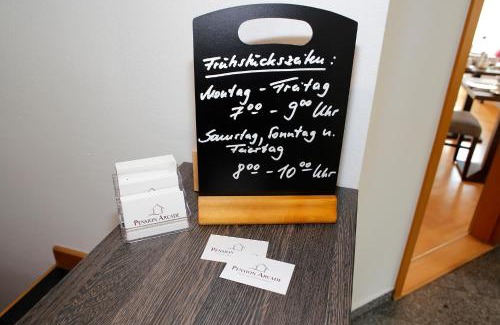 Frühstückszeiten:
Montag - Freitag
7⁰⁰ - 9⁰⁰ Uhr
Samstag, Sonntag u.
Feiertag
8⁰⁰ - 10⁰⁰ Uhr
PENSION ARCADE
PENSION ARCADE
PENSION ARCADE